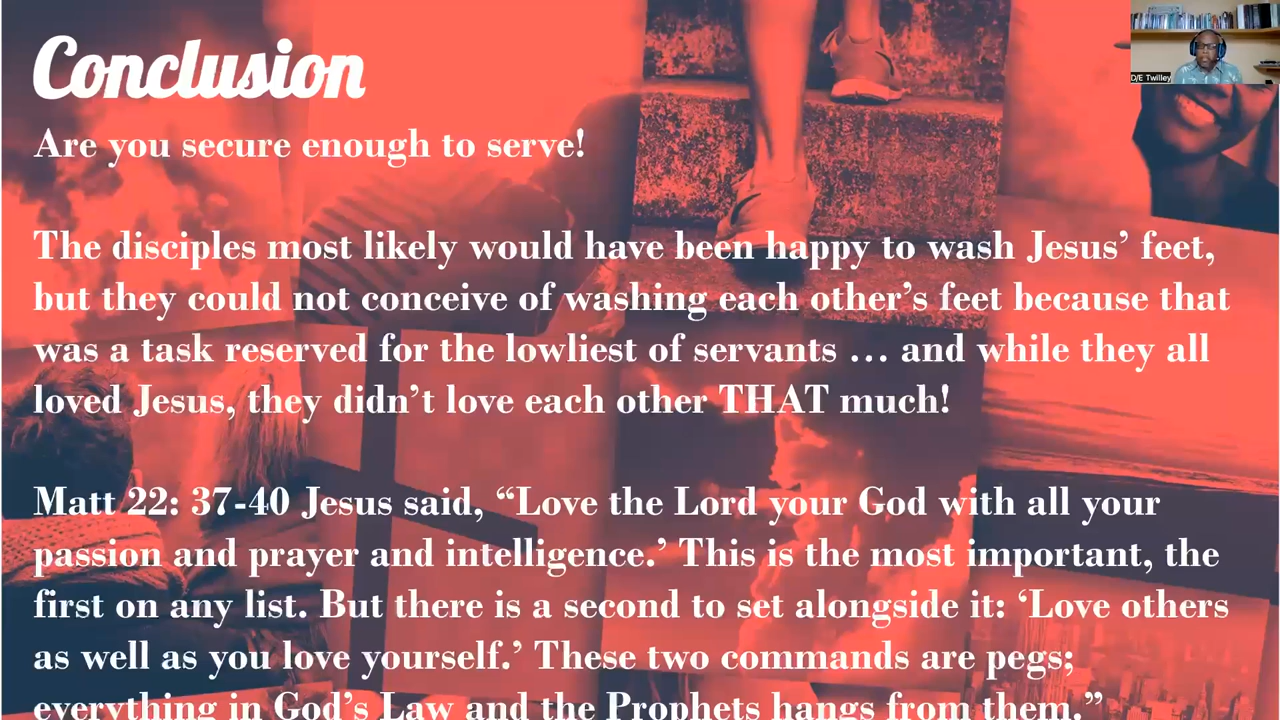 Conclusion
D/E Twilley
Are you secure enough to serve!
The disciples most likely would have been happy to wash Jesus’ feet,
but they could not conceive of washing each other’s feet because that
was a task reserved for the lowliest of servants … and while they all
loved Jesus, they didn’t love each other THAT much!
Matt 22: 37-40 Jesus said, “Love the Lord your God with all your
passion and prayer and intelligence.’ This is the most important, the
first on any list. But there is a second to set alongside it: ‘Love others
as well as you love yourself.’ These two commands are pegs;
everything in God’s Law and the Prophets hangs from them.”